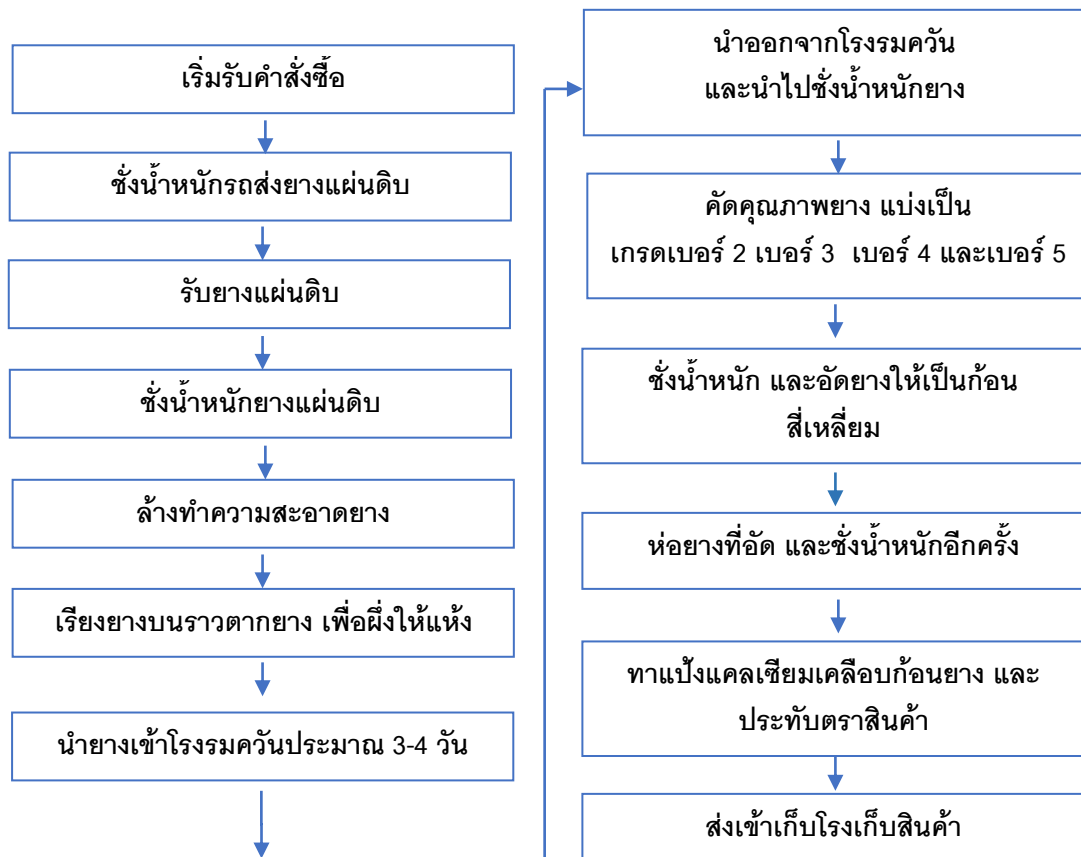 เริ่มรับคำสั่งซื้อ
ชั่งน้ำหนักรถส่งยางแผ่นดิบ
รับยางแผ่นดิบ
ชั่งน้ำหนักยางแผ่นดิบ
ล้างทำความสะอาดยาง
เรียงยางบนราวตากยาง เพื่อผึ่งให้แห้ง
นำยางเข้าโรงรมควันประมาณ 3-4 วัน
นำออกจากโรงรมควัน
และนำไปชั่งน้ำหนักยาง
คัดคุณภาพยาง แบ่งเป็น
เกรดเบอร์ 2 เบอร์ 3 เบอร์ 4 และเบอร์ 5
ชั่งน้ำหนัก และอัดยางให้เป็นก้อน
สี่เหลี่ยม
ห่อยางที่อัด และชั่งน้ำหนักอีกครั้ง
ทาแป้งแคลเซียมเคลือบก้อนยาง และ
ประทับตราสินค้า
ส่งเข้าเก็บโรงเก็บสินค้า